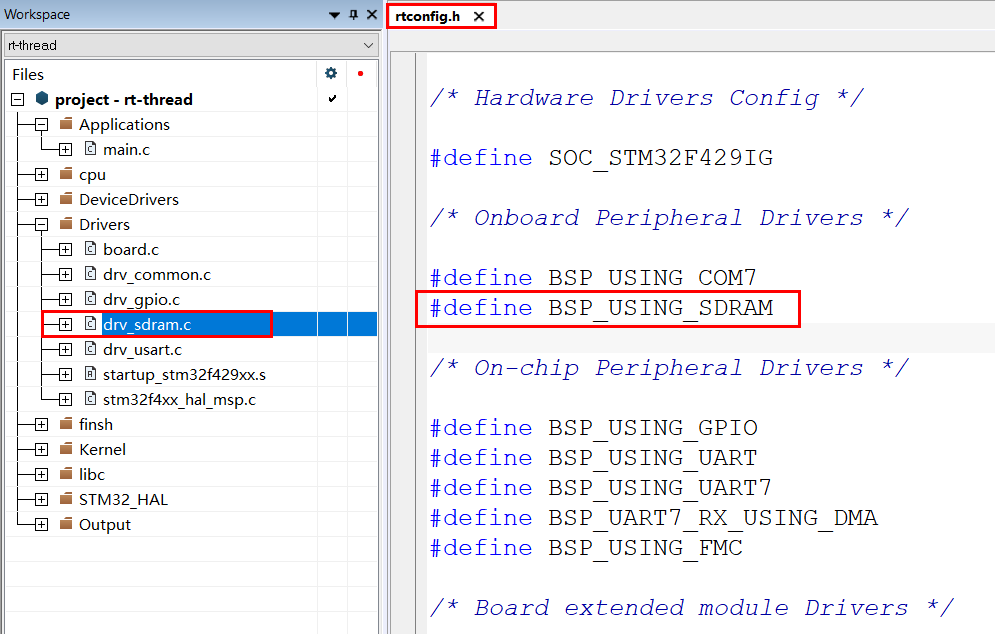 Workspace
rt-thread
Files
project - rt-thread
Applications
main.c
cpu
DeviceDrivers
Drivers
board.c
drv_common.c
drv_gpio.c
drv_sdram.c
drv_usart.c
startup_stm32f429xx.s
stm32f4xx_hal_msp.c
finsh
Kernel
libc
STM32_HAL
Output
rtconfig.h
/* Hardware Drivers Config */
#define SOC_STM32F429IG
/* Onboard Peripheral Drivers */
#define BSP_USING_COM7
#define BSP_USING_SDRAM
/* On-chip Peripheral Drivers */
#define BSP_USING_GPIO
#define BSP_USING_UART
#define BSP_USING_UART7
#define BSP_UART7_RX_USING_DMA
#define BSP_USING_FMC
/* Board extended module Drivers */